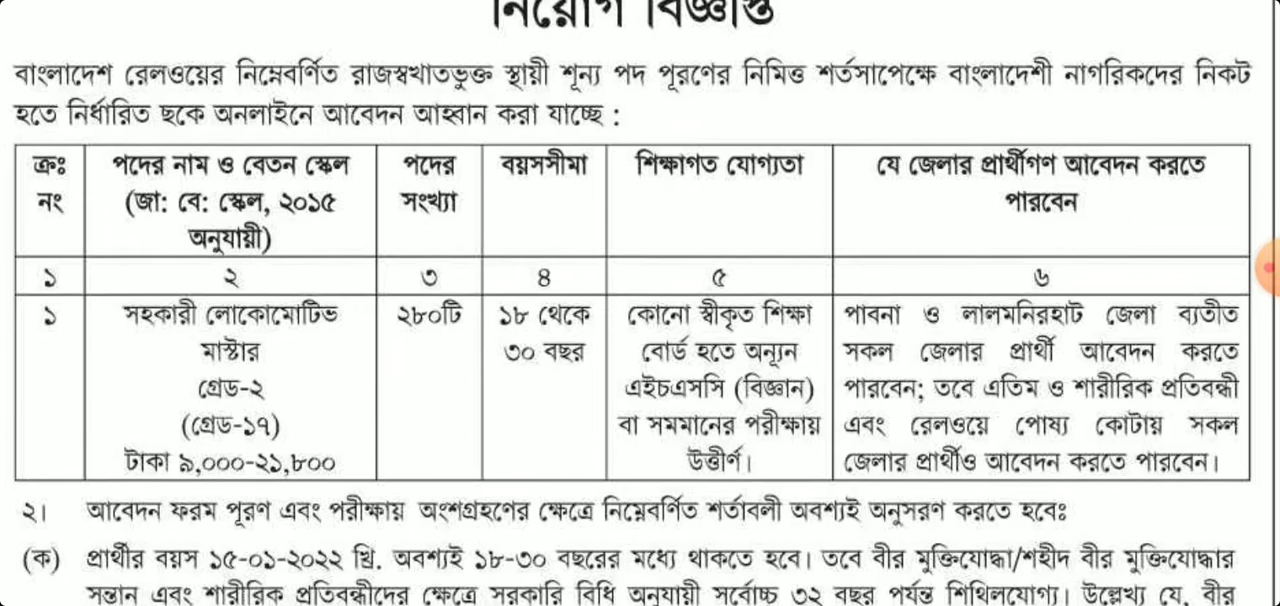 নিয়োগ বিজ্ঞপ্তি
বাংলাদেশ রেলওয়ের নিম্নেবর্ণিত রাজস্বখাতভুক্ত স্থায়ী শূন্য পদ পূরণের নিমিত্ত শর্তসাপেক্ষে বাংলাদেশী নাগরিকদের নিকট
হতে নির্ধারিত ছকে অনলাইনে আবেদন আহ্বান করা যাচ্ছে :
ক্রঃ নং
পদের নাম ও বেতন স্কেল
(জা: বে: স্কেল, ২০১৫
অনুযায়ী)
পদের
সংখ্যা
বয়সসীমা
শিক্ষাগত যোগ্যতা
যে জেলার প্রার্থীগণ আবেদন করতে
পারবেন
১ ২ ৩ ৪ ৫ ৬
১
সহকারী লোকোমোটিভ
মাস্টার
গ্রেড-২
(গ্রেড-১৭)
টাকা ৯,০০০-২১,৮০০
২৮০টি
১৮ থেকে
৩০ বছর
কোনো স্বীকৃত শিক্ষা
বোর্ড হতে অন্যূন
এইচএসসি (বিজ্ঞান)
বা সমমানের পরীক্ষায়
উত্তীর্ণ।
পাবনা ও লালমনিরহাট জেলা ব্যতীত
সকল জেলার প্রার্থী আবেদন করতে
পারবেন; তবে এতিম ও শারীরিক প্রতিবন্ধী
এবং রেলওয়ে পোষ্য কোটায় সকল
জেলার প্রার্থীও আবেদন করতে পারবেন।
২। আবেদন ফরম পূরণ এবং পরীক্ষায় অংশগ্রহণের ক্ষেত্রে নিম্নেবর্ণিত শর্তাবলী অবশ্যই অনুসরণ করতে হবেঃ
(ক) প্রার্থীর বয়স ১৫-০১-২০২২ খ্রি. অবশ্যই ১৮-৩০ বছরের মধ্যে থাকতে হবে। তবে বীর মুক্তিযোদ্ধা/শহীদ বীর মুক্তিযোদ্ধার
সন্তান এবং শারীরিক প্রতিবন্ধীদের ক্ষেত্রে সরকারি বিধি অনুযায়ী সর্বোচ্চ ৩২ বছর পর্যন্ত শিথিলযোগ্য। উল্লেখ্য যে, বীর